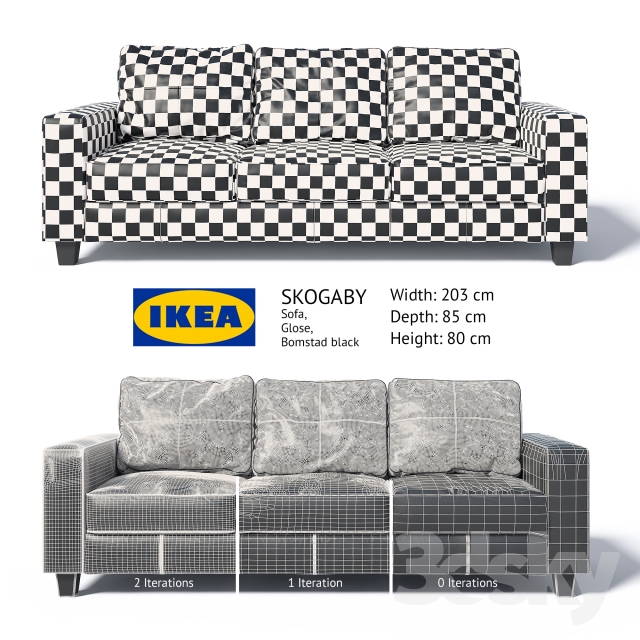 IKEA
SKOGABY
Sofa,
Glose,
Bomstad black
Width: 203 cm
Depth: 85 cm
Height: 80 cm
2 Iterations
1 Iteration
0 Iterations
3dsky